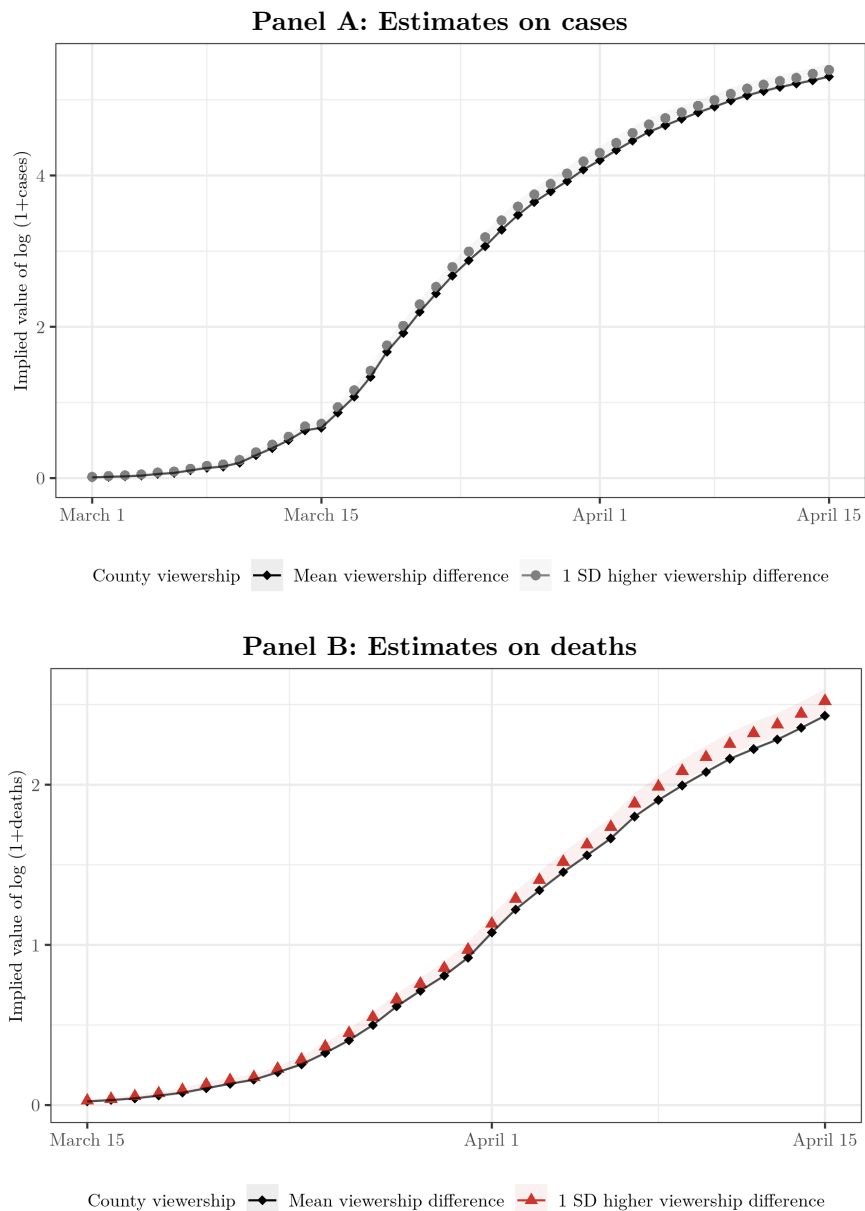 Panel A: Estimates on cases
Implied value of log (1+cases)
4
2
0
March 1
March 15
April 1
April 15
County viewership
Mean viewership difference
1 SD higher viewership difference
Panel B: Estimates on deaths
Implied value of log (1+deaths)
2
1
0
March 15
April 1
April 15
County viewership
Mean viewership difference
1 SD higher viewership difference